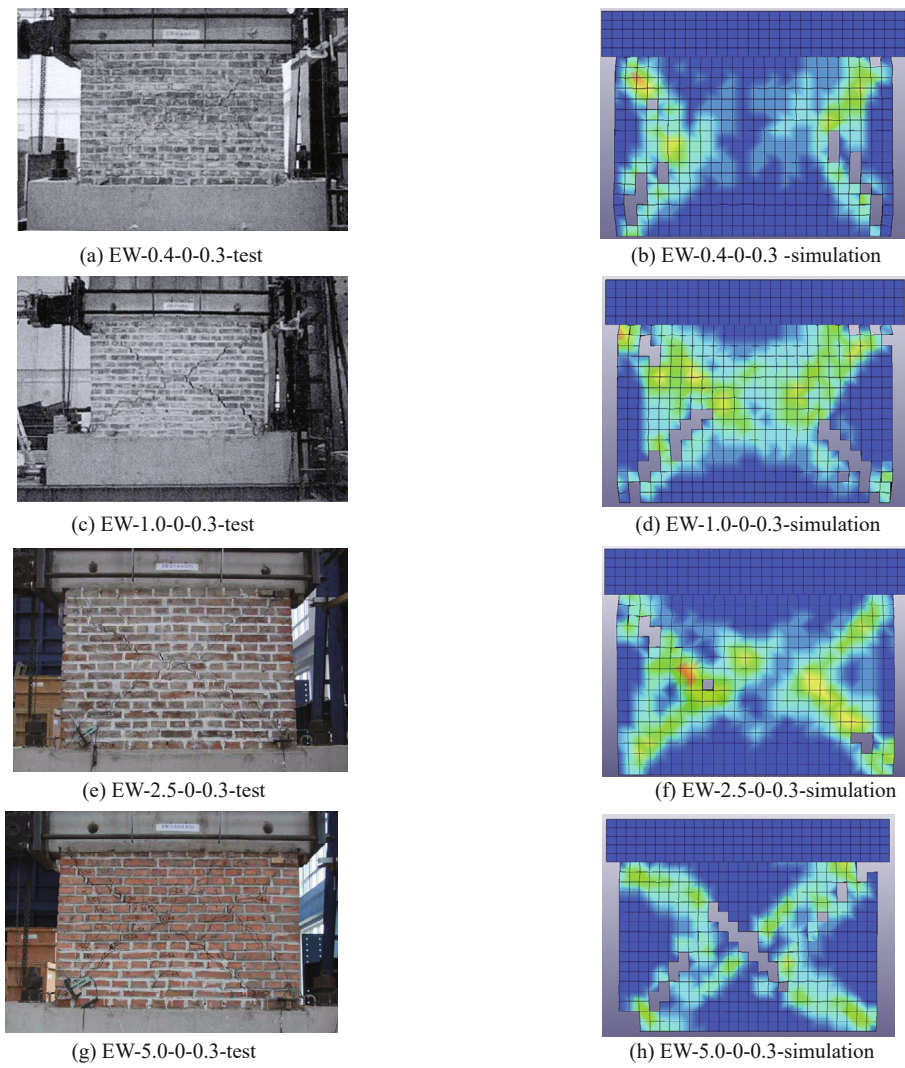 (a) EW-0.4-0-0.3-test
(b) EW-0.4-0-0.3 -simulation
(c) EW-1.0-0-0.3-test
(d) EW-1.0-0-0.3-simulation
(e) EW-2.5-0-0.3-test
(f) EW-2.5-0-0.3-simulation
(g) EW-5.0-0-0.3-test
(h) EW-5.0-0-0.3-simulation